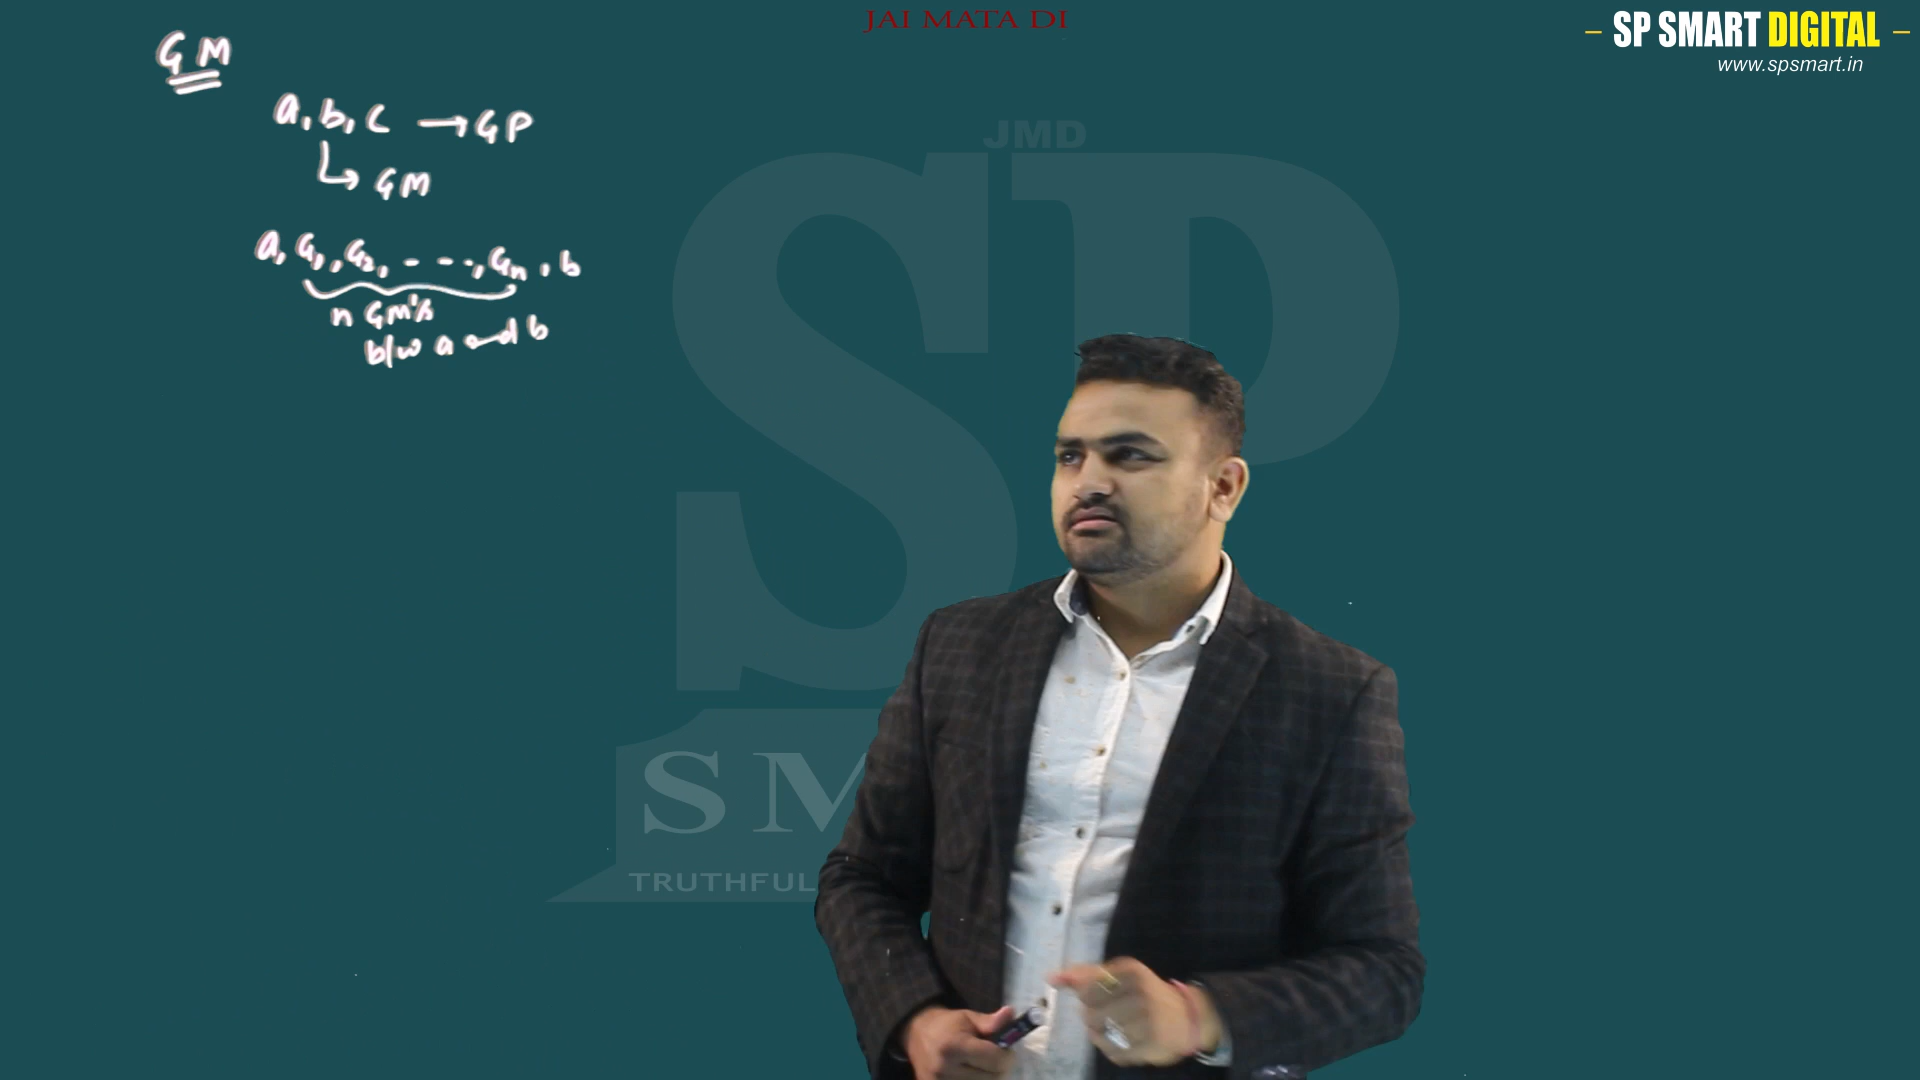 JAI MATA DI
SP SMART DIGITAL
www.spsmart.in
GM
a, b, c → GP
↳ GM
a, G1, G2, - - - -, Gn, b
n GM's
b/w a and b
JMD
SP
SM
TRUTHFUL